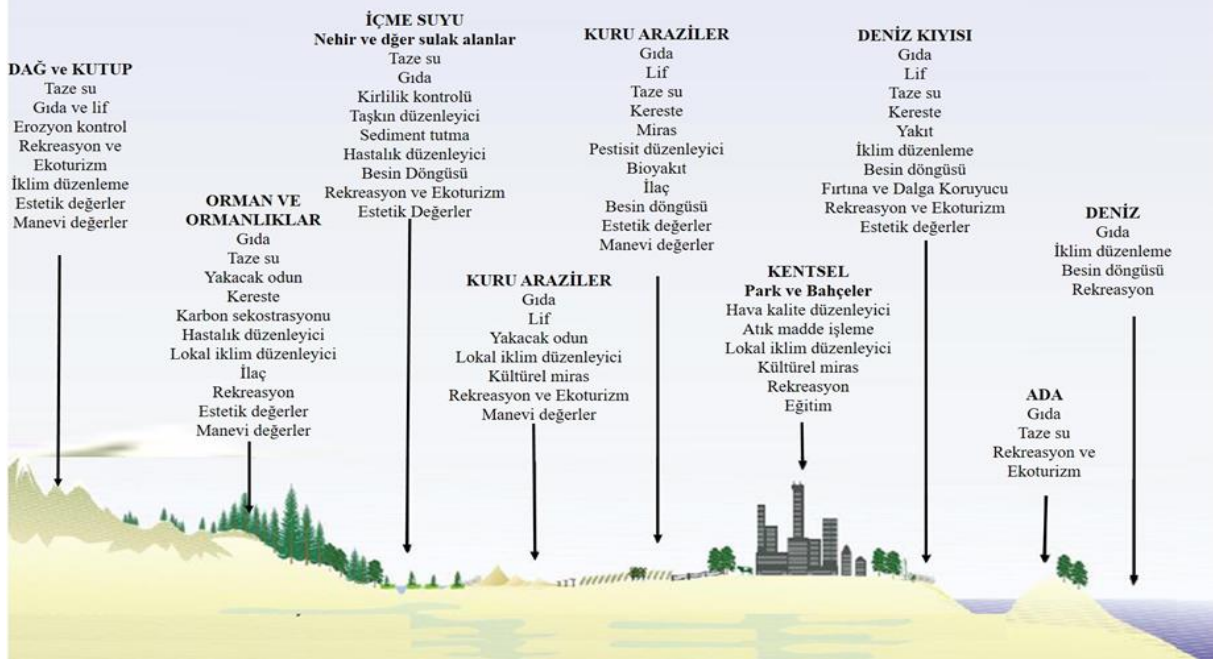 DAĞ ve KUTUP
Taze su
Gıda ve lif
Erozyon kontrol
Rekreasyon ve
Ekoturizm
İklim düzenleme
Estetik değerler
Manevi değerler
ORMAN VE
ORMANLIKLAR
Gıda
Taze su
Yakacak odun
Kereste
Karbon sekostrasyonu
Hastalık düzenleyici
Lokal iklim düzenleyici
İlaç
Rekreasyon
Estetik değerler
Manevi değerler
İÇME SUYU
Nehir ve dğer sulak alanlar
Taze su
Gıda
Kirlilik kontrolü
Taşkın düzenleyici
Sediment tutma
Hastalık düzenleyici
Besin Döngüsü
Rekreasyon ve Ekoturizm
Estetik Değerler
KURU ARAZİLER
Gıda
Lif
Yakacak odun
Lokal iklim düzenleyici
Kültürel miras
Rekreasyon ve Ekoturizm
Manevi değerler
KURU ARAZİLER
Gıda
Lif
Taze su
Kereste
Miras
Pestisit düzenleyici
Bioyakıt
İlaç
Besin döngüsü
Estetik değerler
Manevi değerler
KENTSEL
Park ve Bahçeler
Hava kalite düzenleyici
Atık madde işleme
Lokal iklim düzenleyici
Kültürel miras
Rekreasyon
Eğitim
DENİZ KIYISI
Gıda
Lif
Taze su
Kereste
Yakıt
İklim düzenleme
Besin döngüsü
Fırtına ve Dalga Koruyucu
Rekreasyon ve Ekoturizm
Estetik değerler
ADA
Gıda
Taze su
Rekreasyon ve
Ekoturizm
DENİZ
Gıda
İklim düzenleme
Besin döngüsü
Rekreasyon